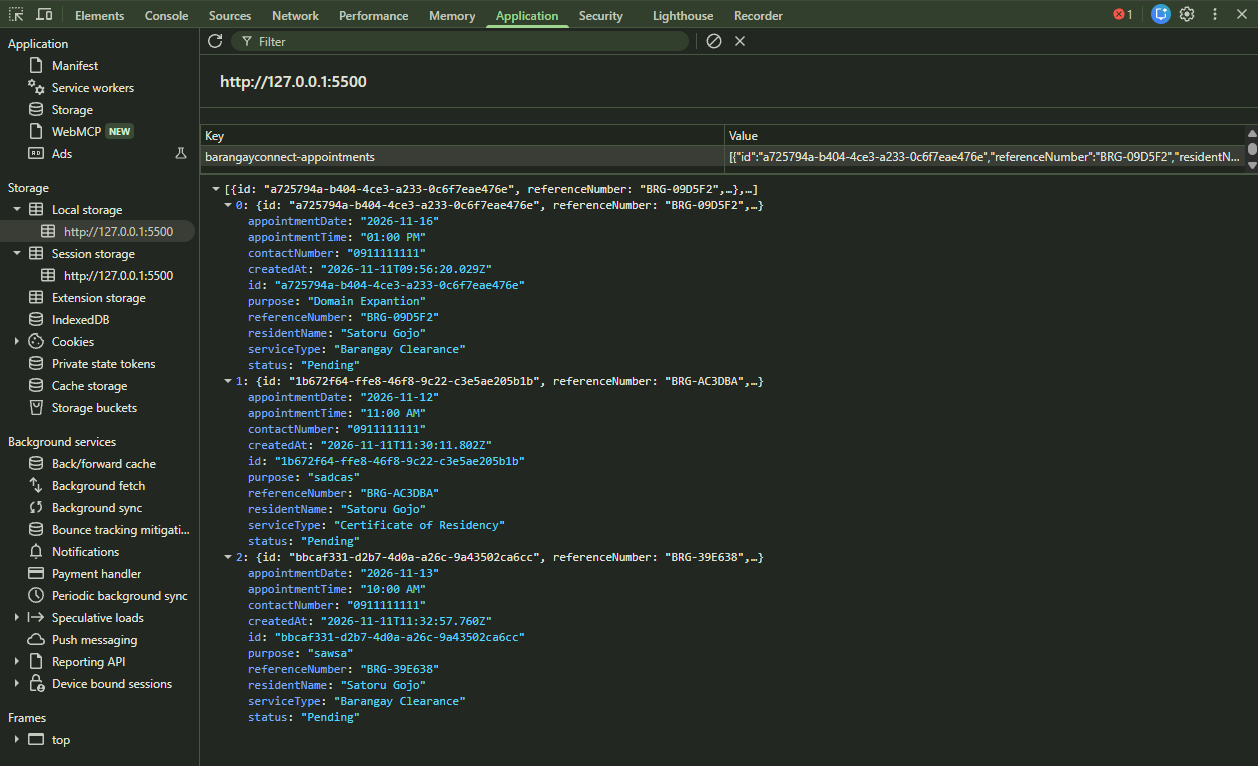 Elements Console Sources Network Performance Memory Application Security Lighthouse Recorder 1
Application
Manifest
Service workers
Storage
WebMCP NEW
Ads
Storage
Local storage
http://127.0.0.1:5500
Session storage
http://127.0.0.1:5500
Extension storage
IndexedDB
Cookies
Private state tokens
Cache storage
Storage buckets
Background services
Back/forward cache
Background fetch
Background sync
Bounce tracking mitigati...
Notifications
Payment handler
Periodic background sync
Speculative loads
Push messaging
Reporting API
Device bound sessions
Frames
top
Filter
http://127.0.0.1:5500
Key Value
barangayconnect-appointments [{"id":"a725794a-b404-4ce3-a233-0c6f7eae476e","referenceNumber":"BRG-09D5F2","residentN...
[{id: "a725794a-b404-4ce3-a233-0c6f7eae476e", referenceNumber: "BRG-09D5F2",…},…]
0: {id: "a725794a-b404-4ce3-a233-0c6f7eae476e", referenceNumber: "BRG-09D5F2",…}
appointmentDate: "2026-11-16"
appointmentTime: "01:00 PM"
contactNumber: "0911111111"
createdAt: "2026-11-11T09:56:20.029Z"
id: "a725794a-b404-4ce3-a233-0c6f7eae476e"
purpose: "Domain Expantion"
referenceNumber: "BRG-09D5F2"
residentName: "Satoru Gojo"
serviceType: "Barangay Clearance"
status: "Pending"
1: {id: "1b672f64-ffe8-46f8-9c22-c3e5ae205b1b", referenceNumber: "BRG-AC3DBA",…}
appointmentDate: "2026-11-12"
appointmentTime: "11:00 AM"
contactNumber: "0911111111"
createdAt: "2026-11-11T11:30:11.802Z"
id: "1b672f64-ffe8-46f8-9c22-c3e5ae205b1b"
purpose: "sadcas"
referenceNumber: "BRG-AC3DBA"
residentName: "Satoru Gojo"
serviceType: "Certificate of Residency"
status: "Pending"
2: {id: "bbcaf331-d2b7-4d0a-a26c-9a43502ca6cc", referenceNumber: "BRG-39E638",…}
appointmentDate: "2026-11-13"
appointmentTime: "10:00 AM"
contactNumber: "0911111111"
createdAt: "2026-11-11T11:32:57.760Z"
id: "bbcaf331-d2b7-4d0a-a26c-9a43502ca6cc"
purpose: "sawsa"
referenceNumber: "BRG-39E638"
residentName: "Satoru Gojo"
serviceType: "Barangay Clearance"
status: "Pending"